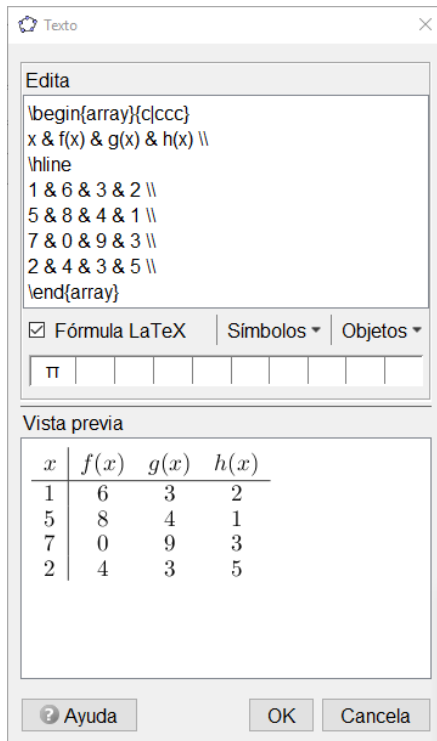 Texto
Edita
\begin{array}{c|ccc}
x & f(x) & g(x) & h(x) \\
\hline
1 & 6 & 3 & 2 \\
5 & 8 & 4 & 1 \\
7 & 0 & 9 & 3 \\
2 & 4 & 3 & 5 \\
\end{array}
Fórmula LaTeX Símbolos Objetos
π
Vista previa
x f(x) g(x) h(x)
1 6 3 2
5 8 4 1
7 0 9 3
2 4 3 5
Ayuda OK Cancela